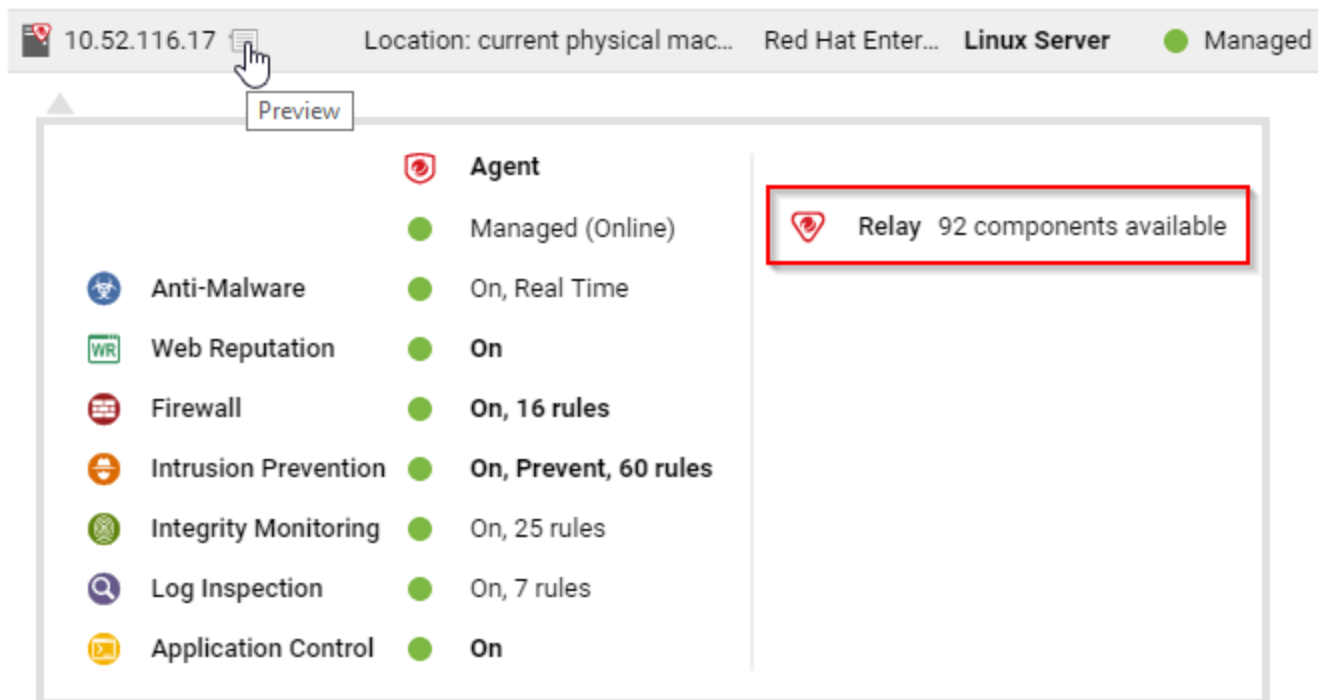 10.52.116.17 Location: current physical mac... Red Hat Enter... Linux Server Managed
Preview
Agent
Managed (Online)
Relay 92 components available
Anti-Malware On, Real Time
WR Web Reputation On
Firewall On, 16 rules
Intrusion Prevention On, Prevent, 60 rules
Integrity Monitoring On, 25 rules
Log Inspection On, 7 rules
Application Control On